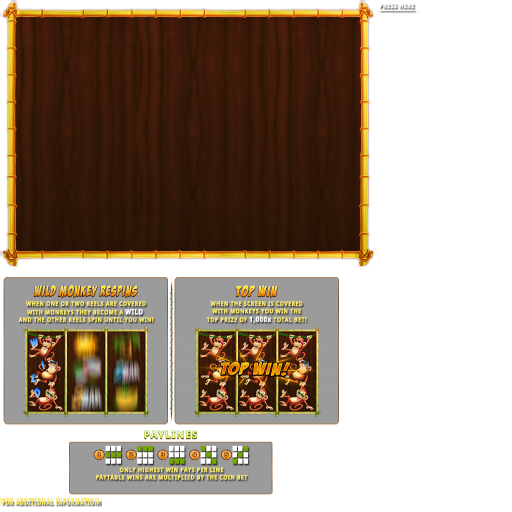 PRESS HERE
WILD MONKEY RESPINS
WHEN ONE OR TWO REELS ARE COVERED
WITH MONKEYS THEY BECOME A WILD
AND THE OTHER REELS SPIN UNTIL YOU WIN!
TOP WIN
WHEN THE SCREEN IS COVERED
WITH MONKEYS YOU WIN THE
TOP PRIZE OF 1,000x TOTAL BET!
TOP WIN!
PAYLINES
ONLY HIGHEST WIN PAYS PER LINE
PAYTABLE WINS ARE MULTIPLIED BY THE COIN BET
FOR ADDITIONAL INFORMATION